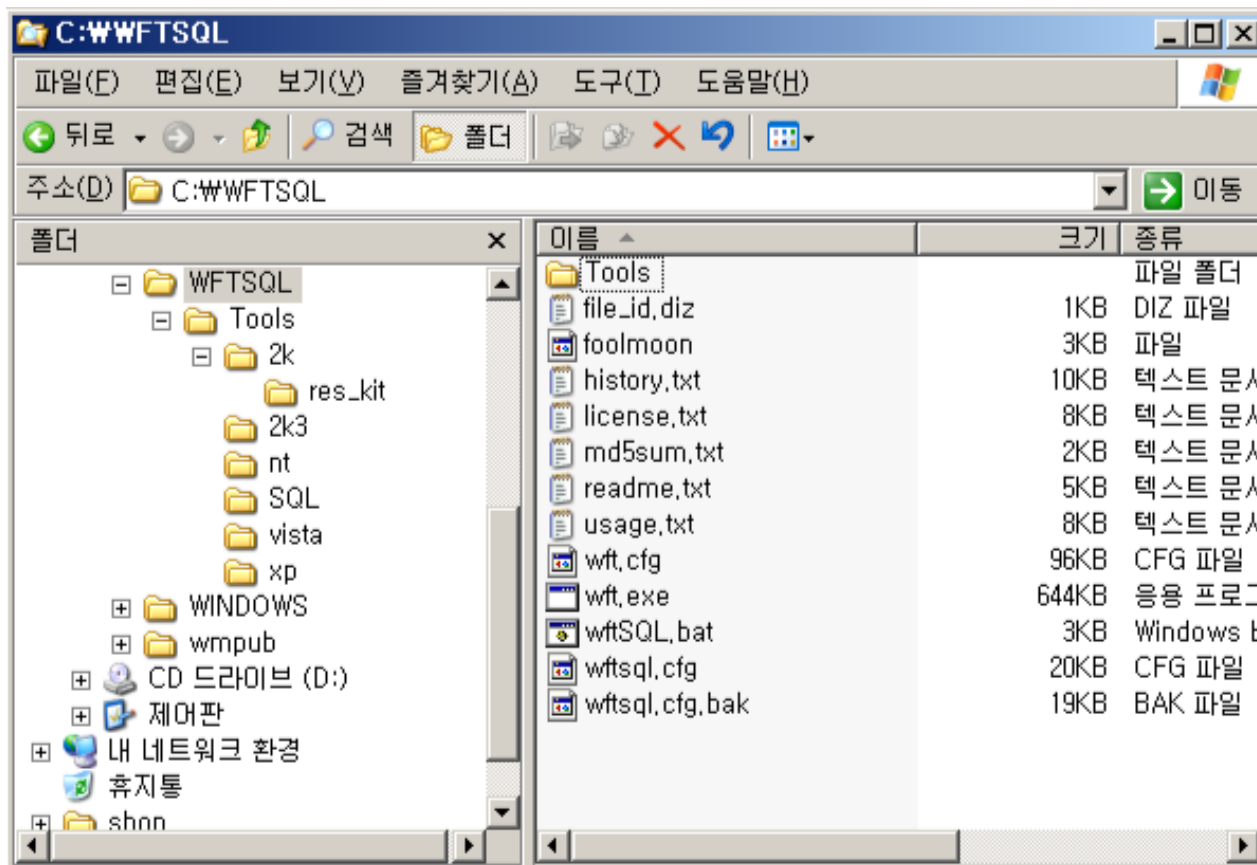 C:₩WFTSQL
파일(F) 편집(E) 보기(V) 즐겨찾기(A) 도구(T) 도움말(H)
뒤로 검색 폴더
주소(D) C:₩WFTSQL 이동
폴더
WFTSQL
Tools
2k
res_kit
2k3
nt
SQL
vista
xp
WINDOWS
wmpub
CD 드라이브 (D:)
제어판
내 네트워크 환경
휴지통
shop
이름 크기 종류
Tools 파일 폴더
file_id.diz 1KB DIZ 파일
foolmoon 3KB 파일
history.txt 10KB 텍스트
license.txt 8KB 텍스트
md5sum.txt 2KB 텍스트
readme.txt 5KB 텍스트
usage.txt 8KB 텍스트
wft.cfg 96KB CFG 파일
wft.exe 644KB 응용
wftSQL.bat 3KB Windows
wftsql.cfg 20KB CFG 파일
wftsql.cfg.bak 19KB BAK 파일